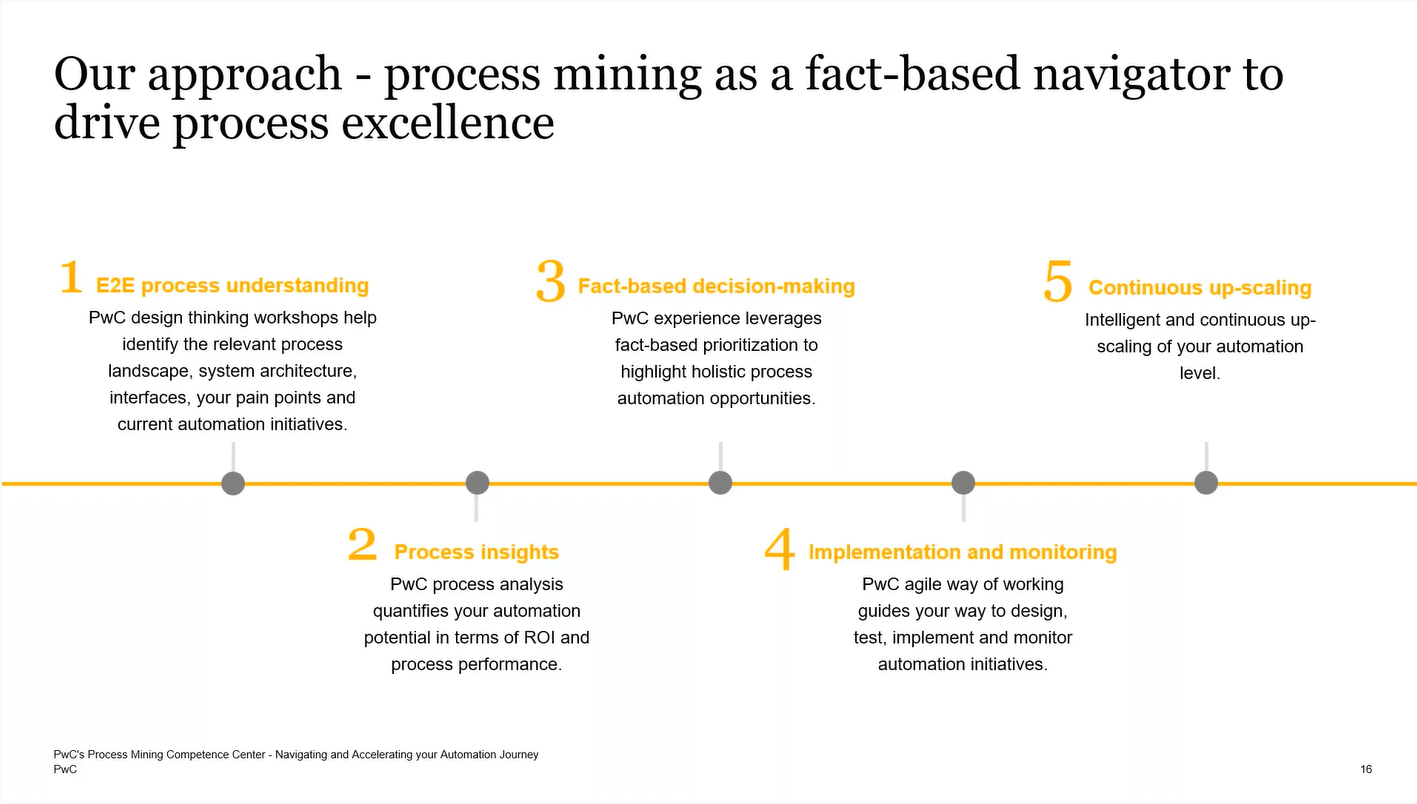 Our approach - process mining as a fact-based navigator to
drive process excellence
1 E2E process understanding
PwC design thinking workshops help
identify the relevant process
landscape, system architecture,
interfaces, your pain points and
current automation initiatives.
2 Process insights
PwC process analysis
quantifies your automation
potential in terms of ROI and
process performance.
3 Fact-based decision-making
PwC experience leverages
fact-based prioritization to
highlight holistic process
automation opportunities.
4 Implementation and monitoring
PwC agile way of working
guides your way to design,
test, implement and monitor
automation initiatives.
5 Continuous up-scaling
Intelligent and continuous up-
scaling of your automation
level.
PwC's Process Mining Competence Center - Navigating and Accelerating your Automation Journey
PwC
16